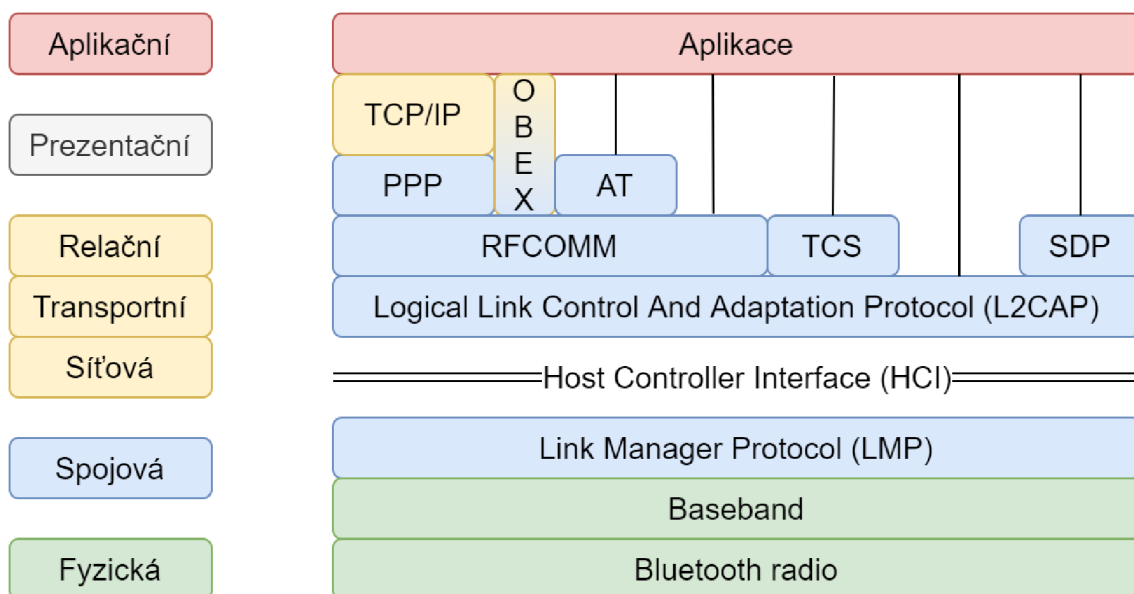 Aplikační
Prezentační
Relační
Transportní
Síťová
Spojová
Fyzická
Aplikace
TCP/IP
OBEX
PPP
AT
RFCOMM
TCS
SDP
Logical Link Control And Adaptation Protocol (L2CAP)
Host Controller Interface (HCI)
Link Manager Protocol (LMP)
Baseband
Bluetooth radio